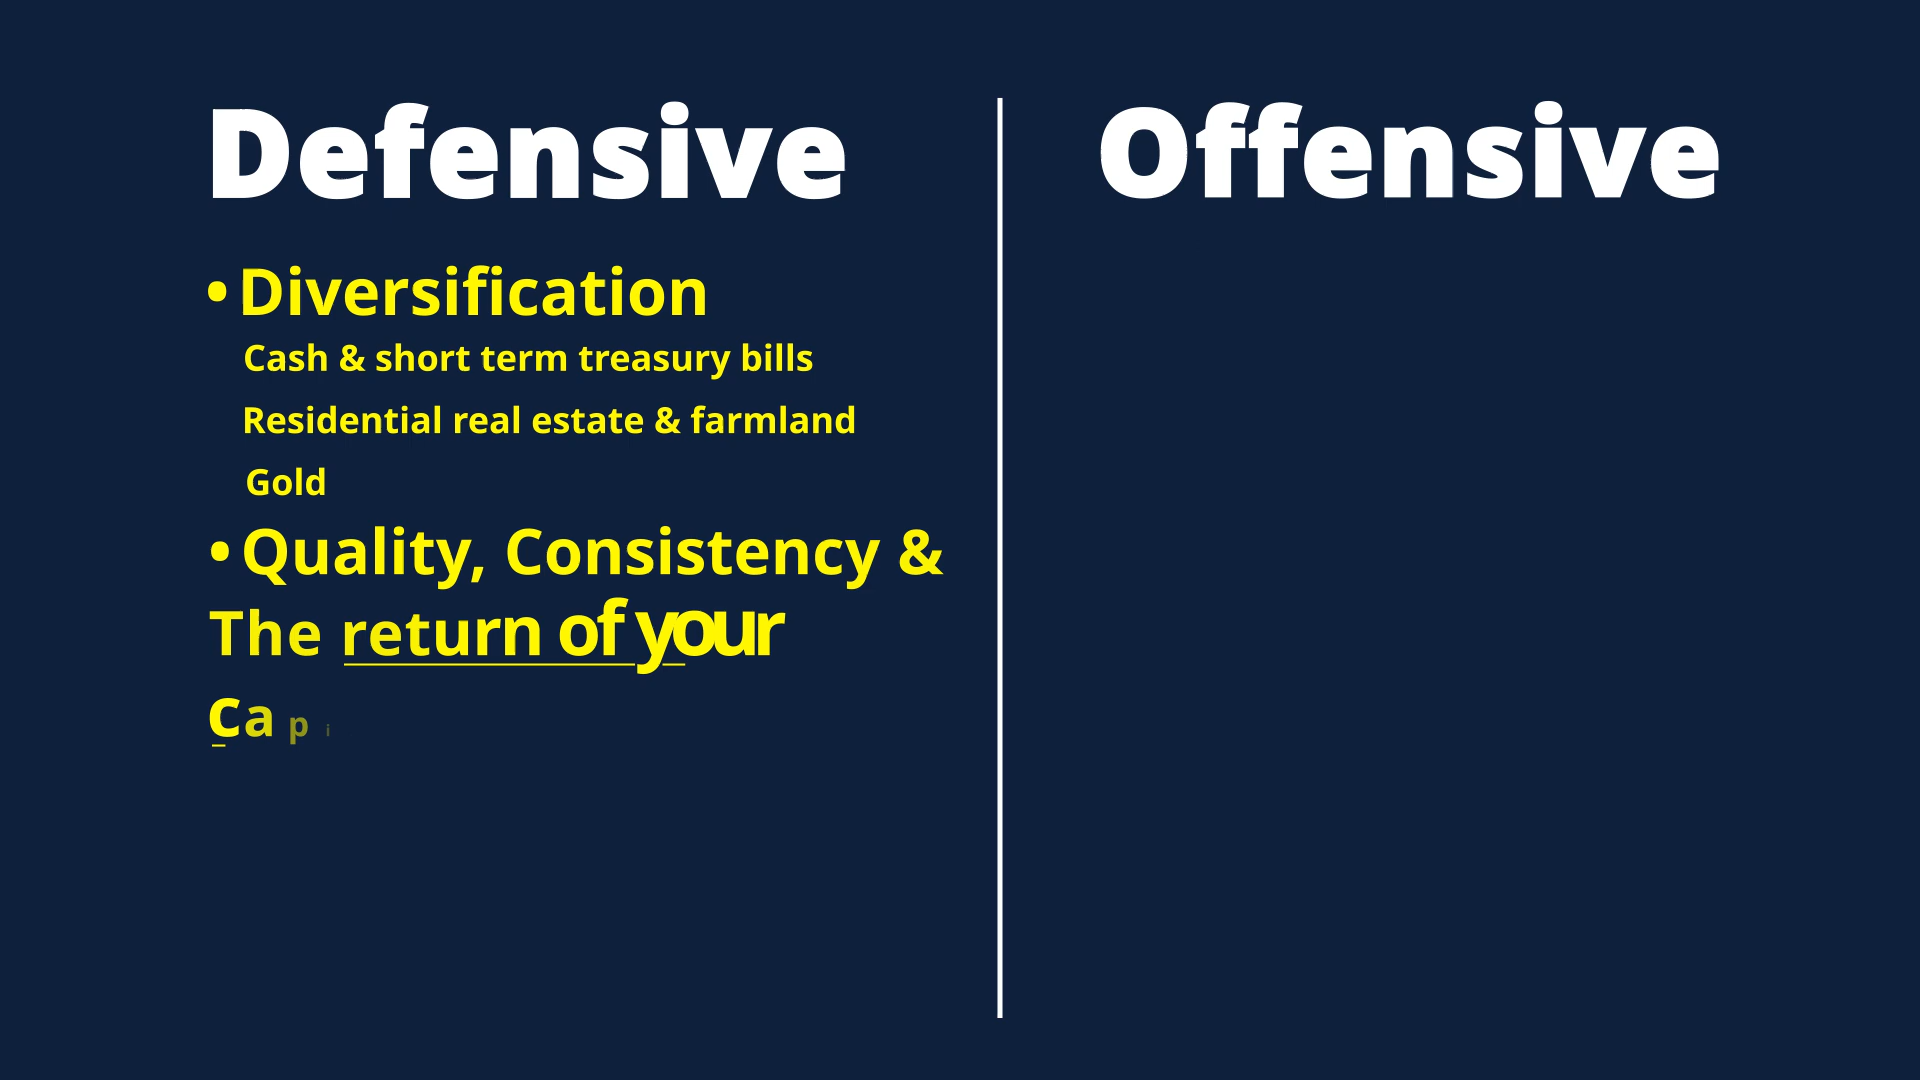 Defensive
Offensive
• Diversification
Cash & short term treasury bills
Residential real estate & farmland
Gold
• Quality, Consistency &
The return of your
Capi